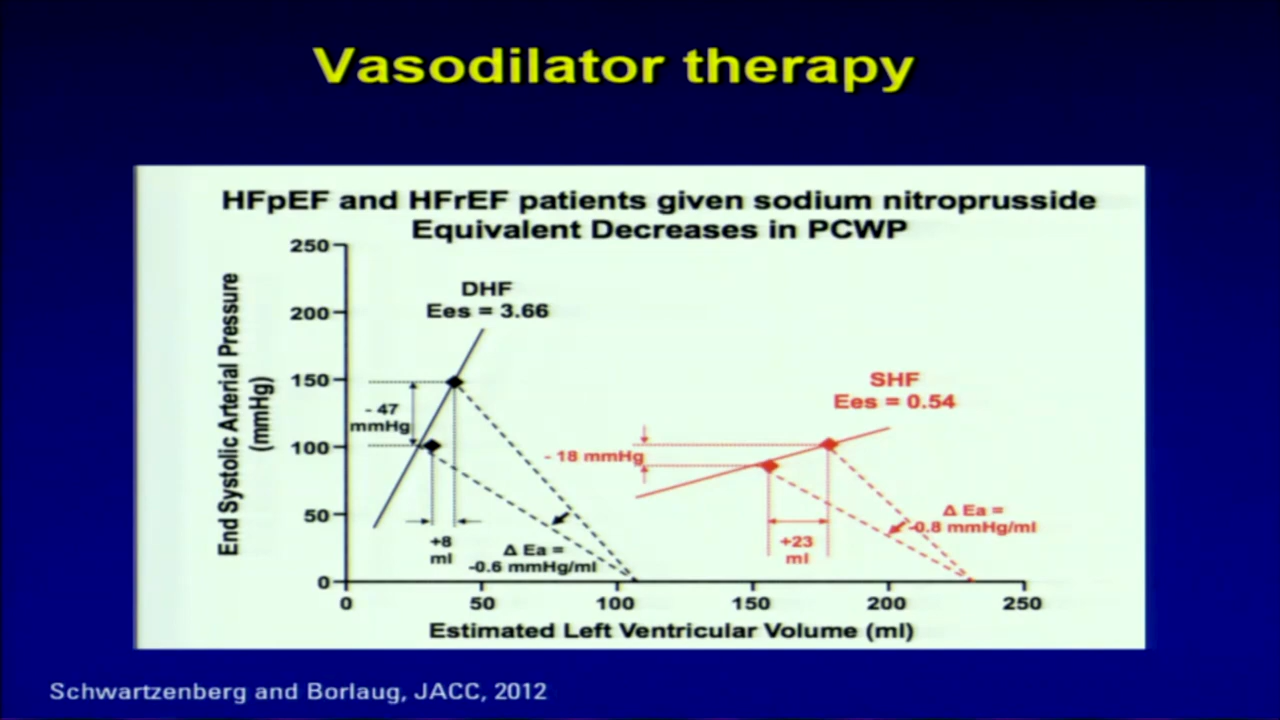 Vasodilator therapy
HFpEF and HFrEF patients given sodium nitroprusside
Equivalent Decreases in PCWP
End Systolic Arterial Pressure
(mmHg)
250
200
150
100
50
0
DHF
Ees = 3.66
- 47
mmHg
+8
ml
Δ Ea =
-0.6 mmHg/ml
SHF
Ees = 0.54
- 18 mmHg
+23
ml
Δ Ea =
-0.8 mmHg/ml
0 50 100 150 200 250
Estimated Left Ventricular Volume (ml)
Schwartzenberg and Borlaug, JACC, 2012